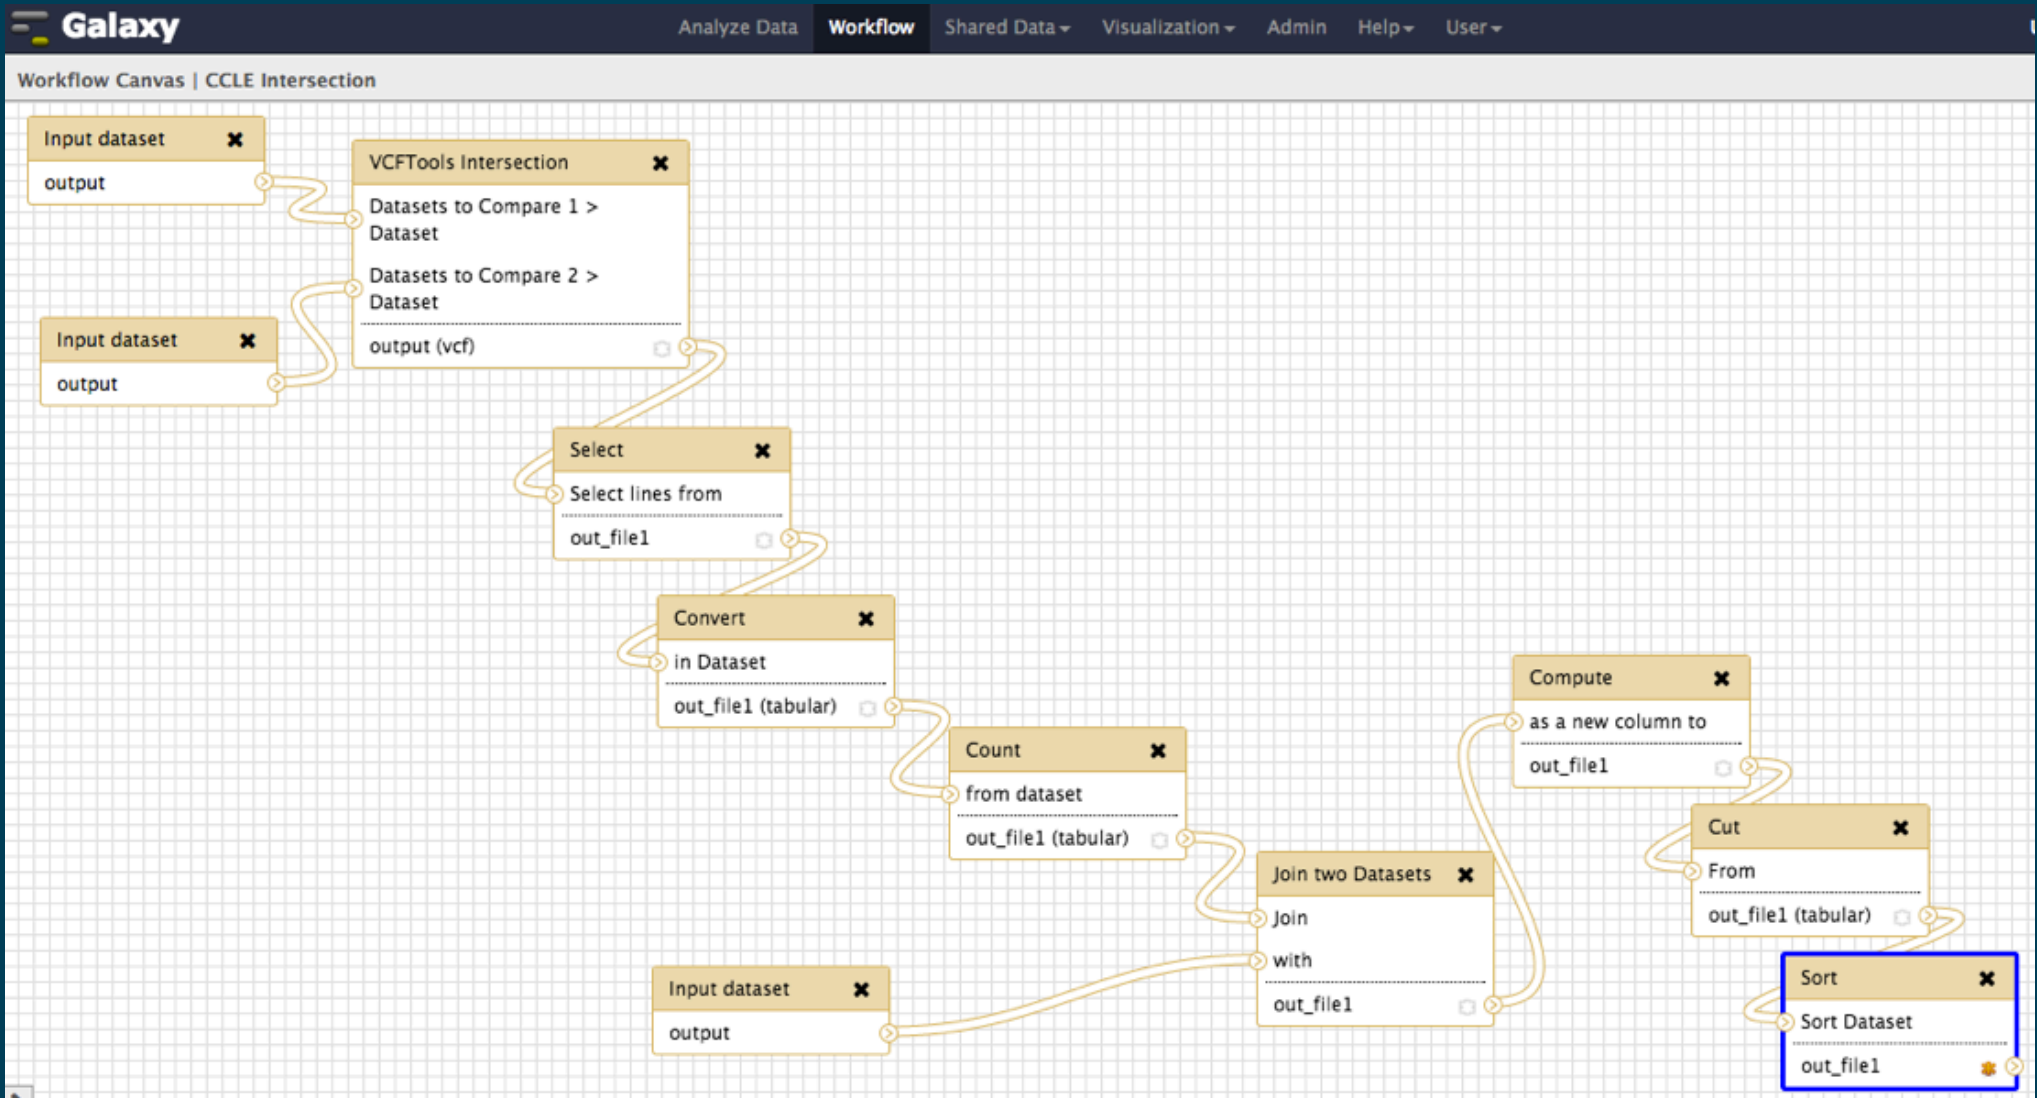 Galaxy
Analyze Data Workflow Shared Data Visualization Admin Help User
Workflow Canvas | CCLE Intersection
Input dataset
output
VCFTools Intersection
Datasets to Compare 1 >
Dataset
Datasets to Compare 2 >
Dataset
output (vcf)
Input dataset
output
Select
Select lines from
out_file1
Convert
in Dataset
out_file1 (tabular)
Count
from dataset
out_file1 (tabular)
Input dataset
output
Join two Datasets
Join
with
out_file1
Compute
as a new column to
out_file1
Cut
From
out_file1 (tabular)
Sort
Sort Dataset
out_file1